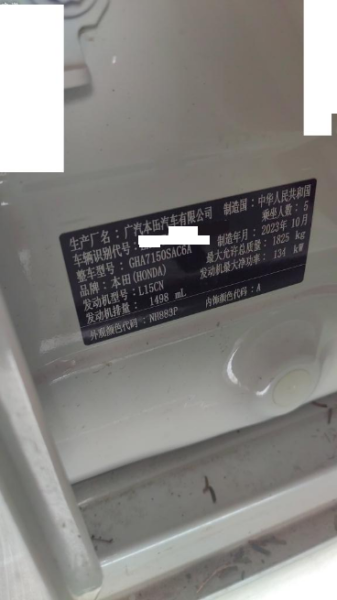 生产厂名：广汽本田汽车有限公司 制造国：中华人民共和国
车辆识别代号： 乘坐人数：5
整车型号：GHA7150SAC6A 制造年月：2023年10月
品牌：本田(HONDA) 最大允许总质量：1825 kg
发动机型号：L15CN 发动机最大净功率：134 kW
发动机排量：1498 mL
外发颜色代码：NH883P 内饰颜色代码：A